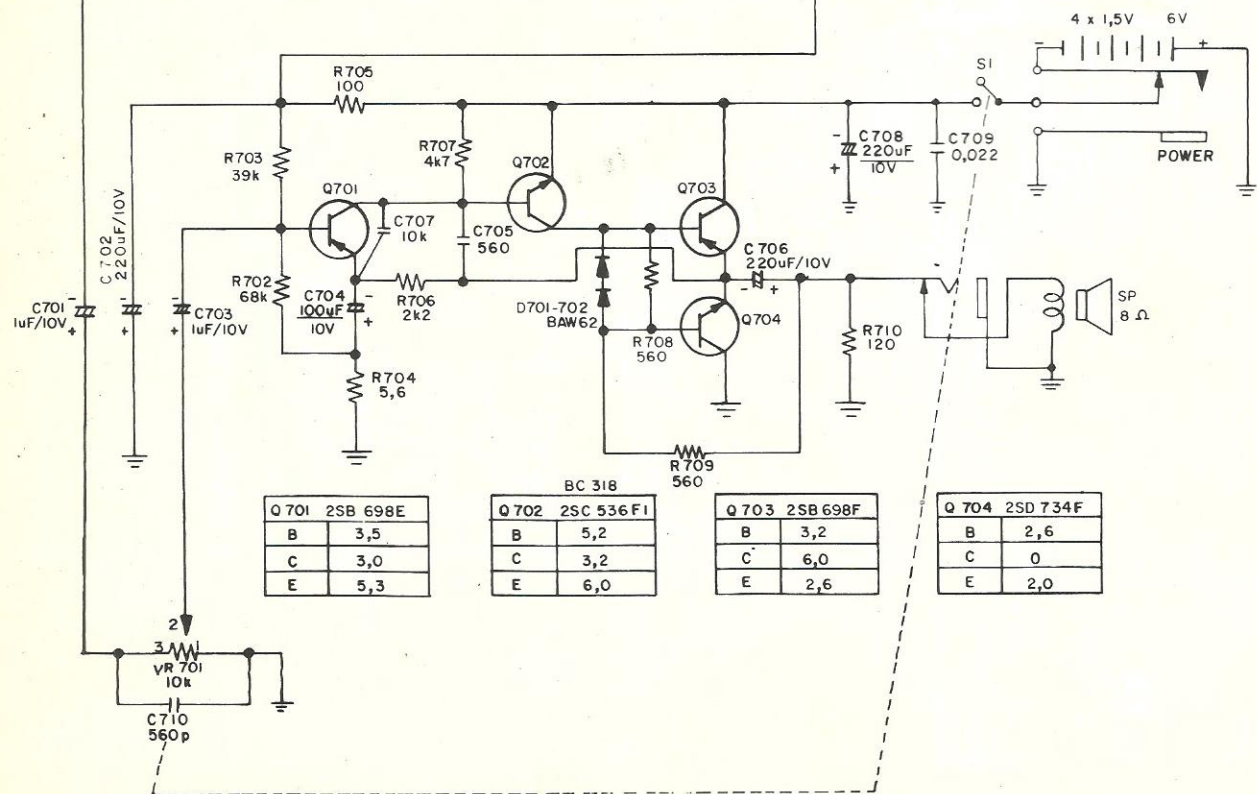 4 x 1,5V 6V
- +
S1
POWER
R705
100
R703
39k
R707
4k7
Q702
Q701
Q703
C708
220uF
10V
-
+
C709
0,022
C702
220uF/10V
C707
10k
C705
560
C706
220uF/10V
- +
R702
68k
C704
100uF
10V
-
+
R706
2k2
D701-702
BAW62
R708
560
Q704
R710
120
SP
8 Ω
C701
1uF/10V
-
+
-
+
C703
1uF/10V
-
+
R704
5,6
R709
560
BC 318
Q 701 2SB 698E
B 3,5
C 3,0
E 5,3
Q 702 2SC 536 F1
B 5,2
C 3,2
E 6,0
Q 703 2SB 698F
B 3,2
C 6,0
E 2,6
Q 704 2SD 734F
B 2,6
C 0
E 2,0
2
3 1
VR 701
10k
C710
560p